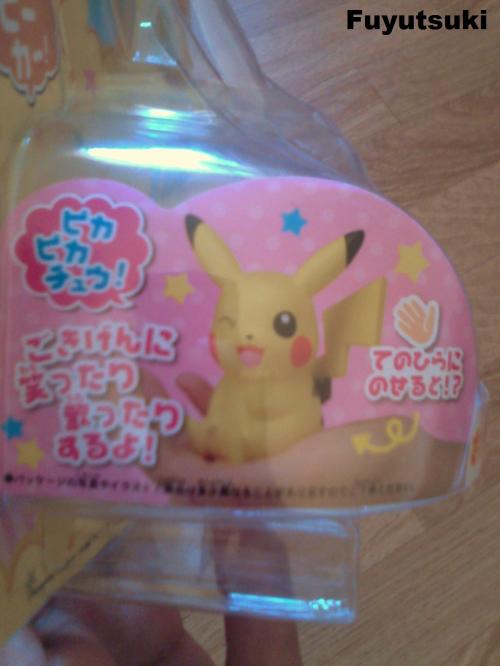 Fuyutsuki
ピカ
ピカ
チュウ!
てのひらに
のせると!?
ごきげんに
笑ったり
歌ったり
するよ!